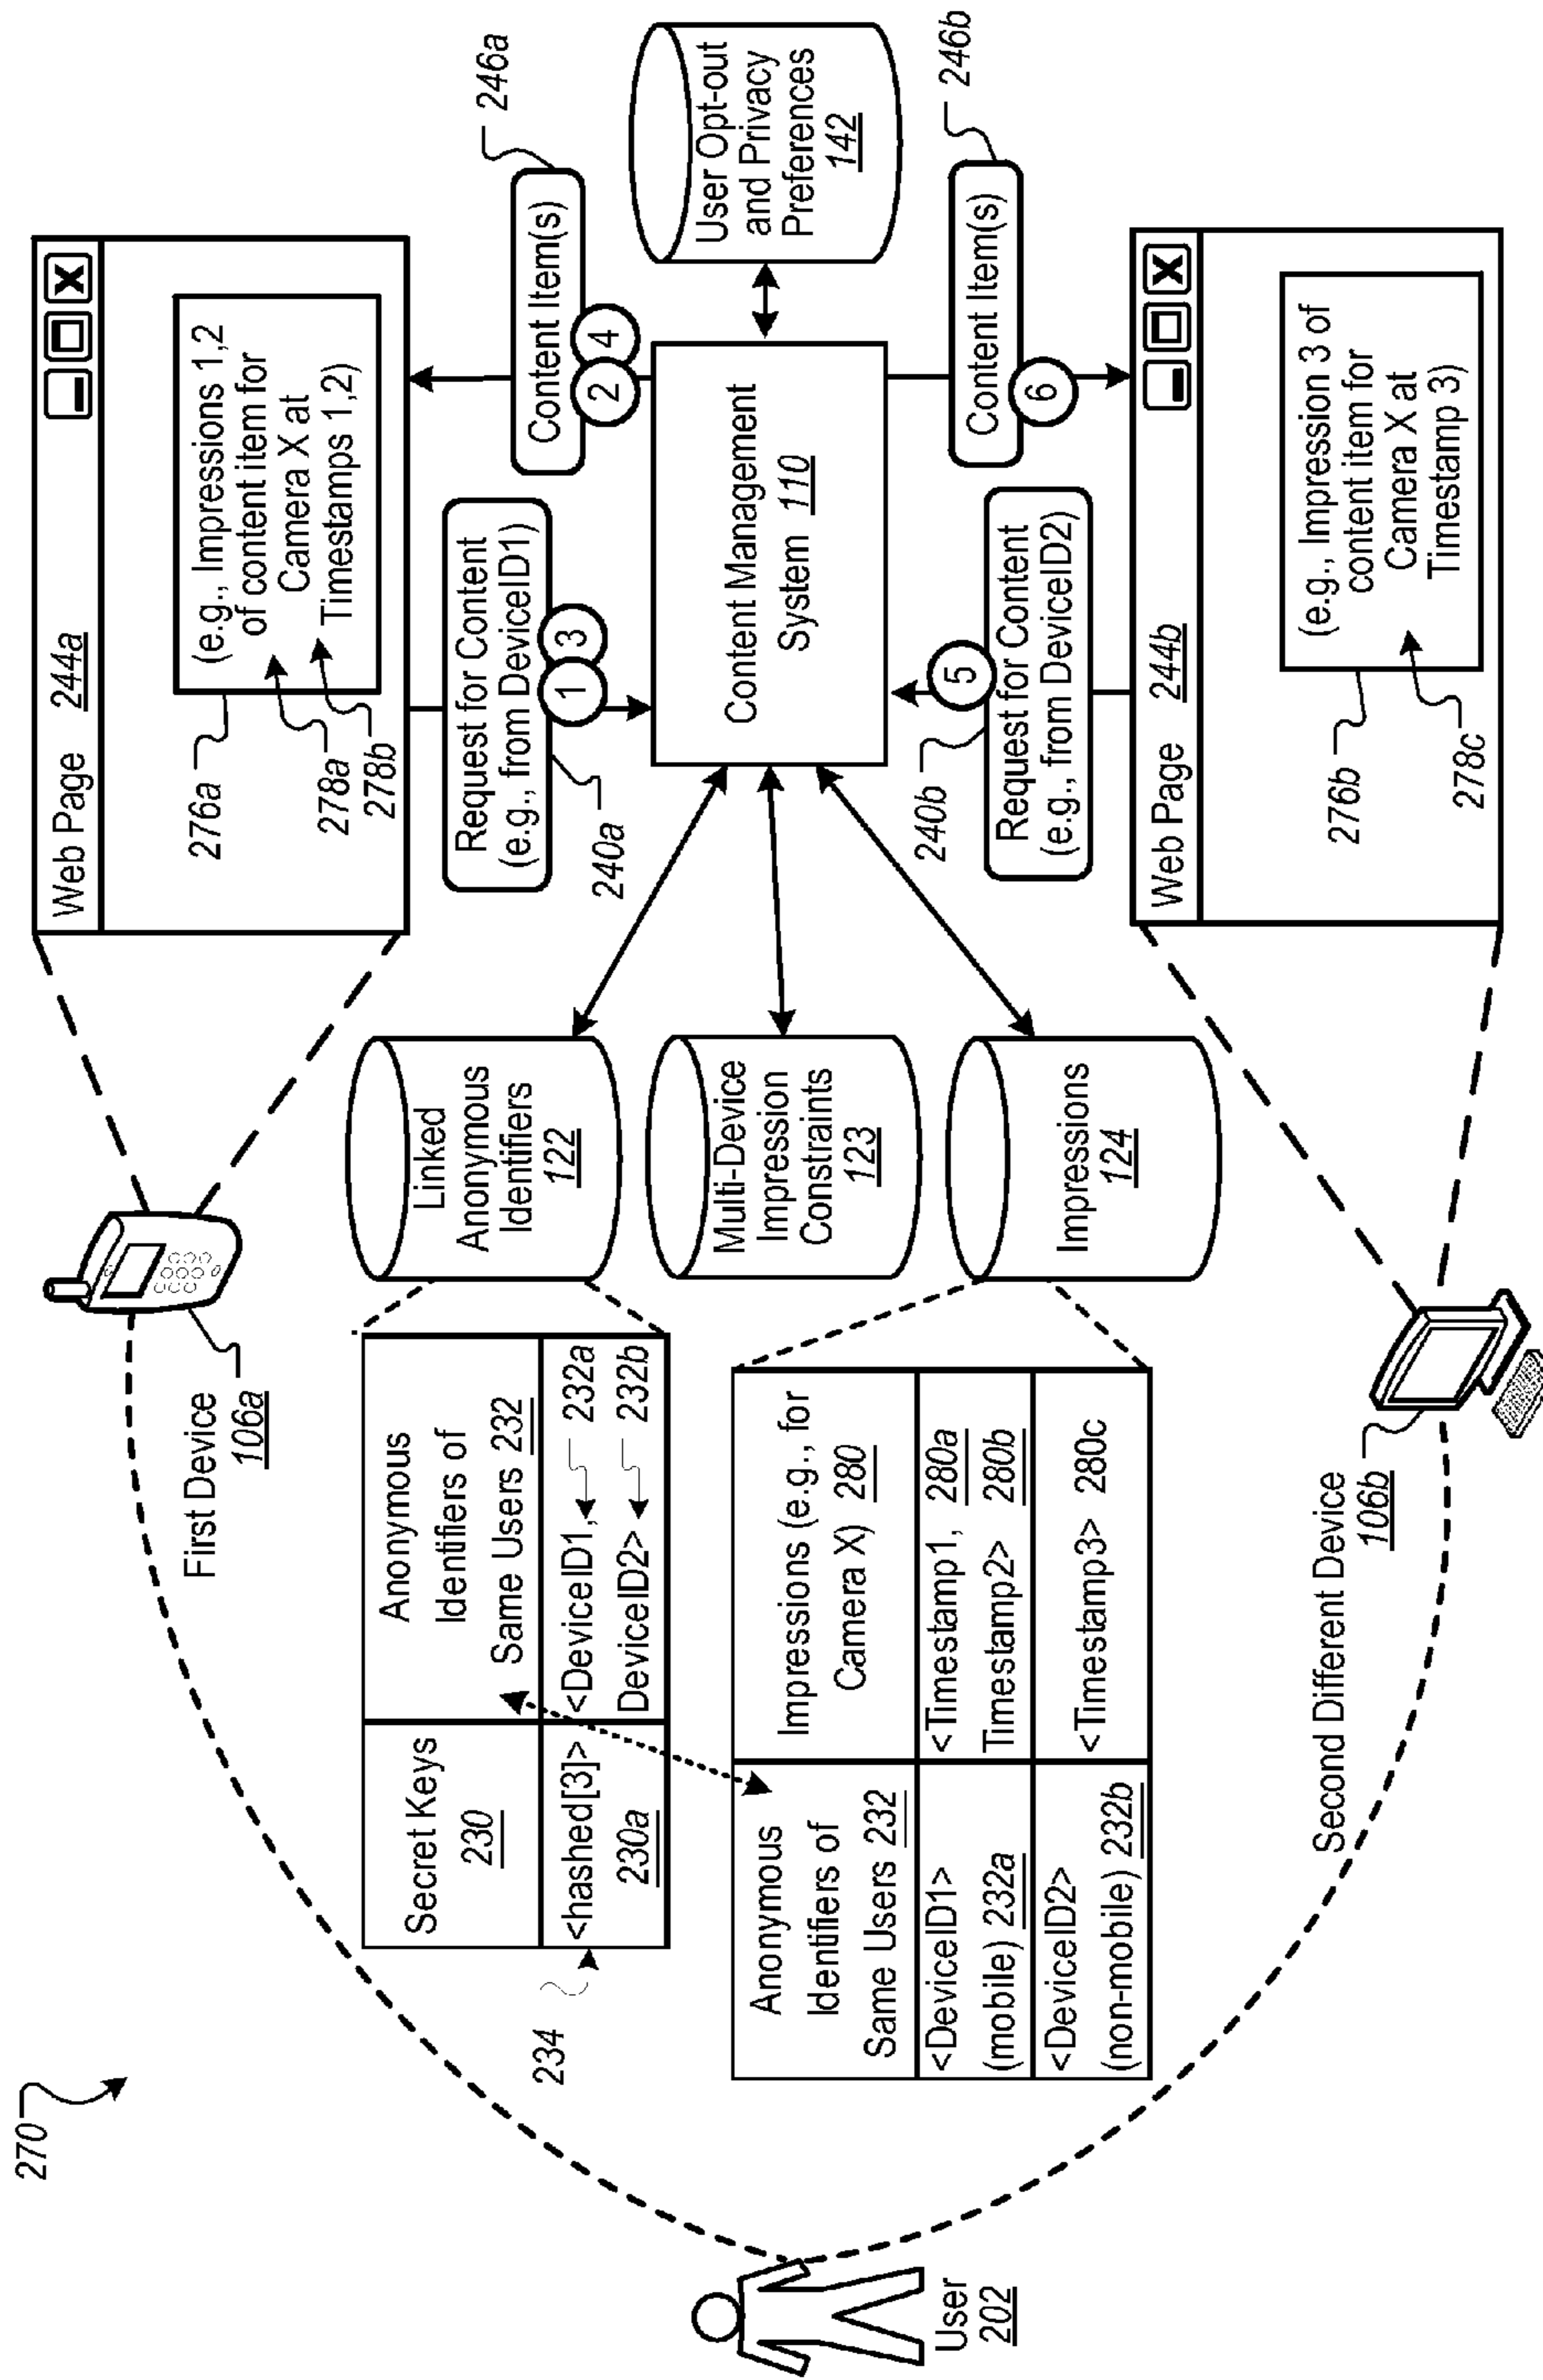 270
User
202
First Device
106a
Second Different Device
106b
234
Secret Keys
230
Anonymous
Identifiers of
Same Users 232
<hashed[3]>
230a
<DeviceID1,
232a
DeviceID2>
232b
Anonymous
Identifiers of
Same Users 232
Impressions (e.g., for
Camera X) 280
<DeviceID1>
(mobile) 232a
<Timestamp1, 280a
Timestamp2> 280b
<DeviceID2>
(non-mobile) 232b
<Timestamp3> 280c
Linked
Anonymous
Identifiers
122
Multi-Device
Impression
Constraints
123
Impressions
124
Web Page 244a
276a
278a
278b
(e.g., Impressions 1,2
of content item for
Camera X at
Timestamps 1,2)
Request for Content
(e.g., from DeviceID1)
1
3
240a
Content Item(s)
2
4
246a
Content Management
System 110
User Opt-out
and Privacy
Preferences
142
240b
5
Request for Content
(e.g., from DeviceID2)
Content Item(s)
6
246b
Web Page 244b
276b
278c
(e.g., Impression 3 of
content item for
Camera X at
Timestamp 3)